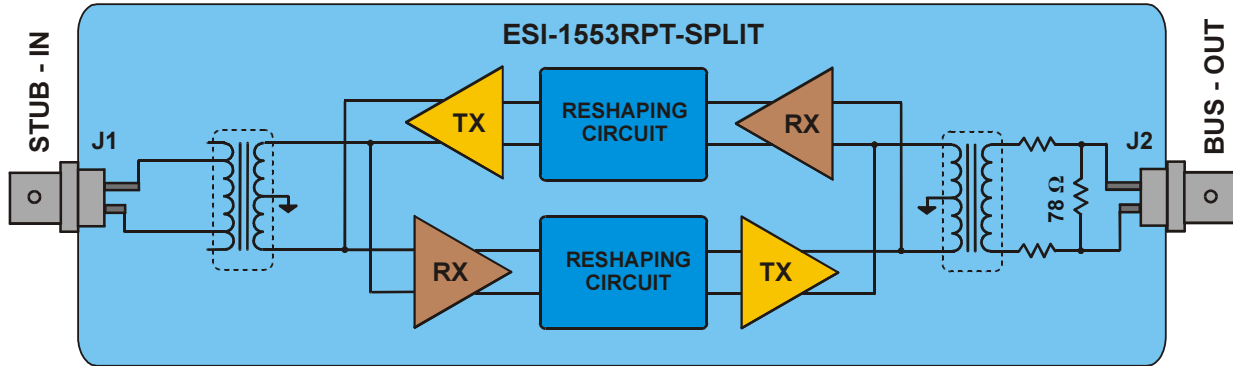 ESI-1553RPT-SPLIT
STUB - IN
J1
TX
RESHAPING
CIRCUIT
RX
RX
RESHAPING
CIRCUIT
TX
78 Ω
J2
BUS - OUT